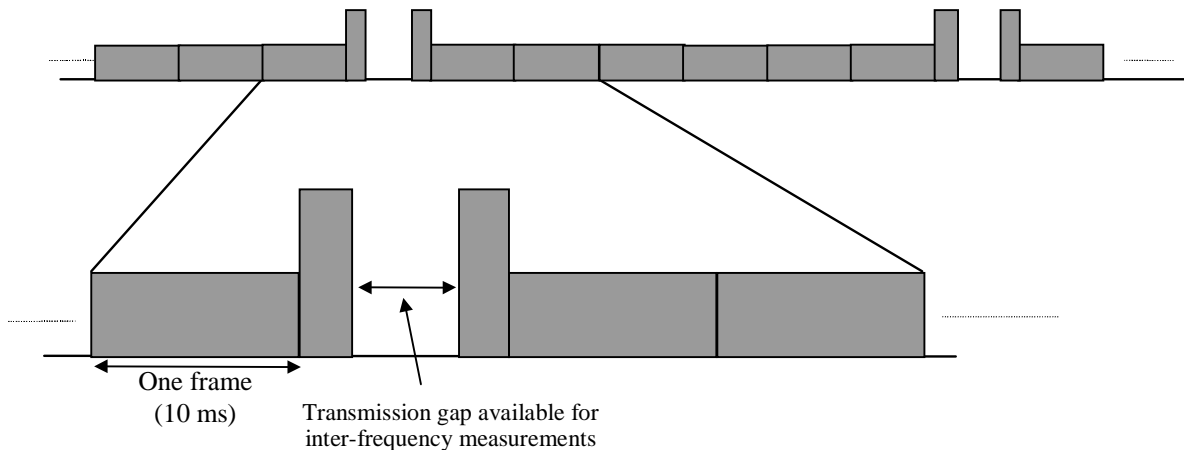 One frame
(10 ms)
Transmission gap available for
inter-frequency measurements